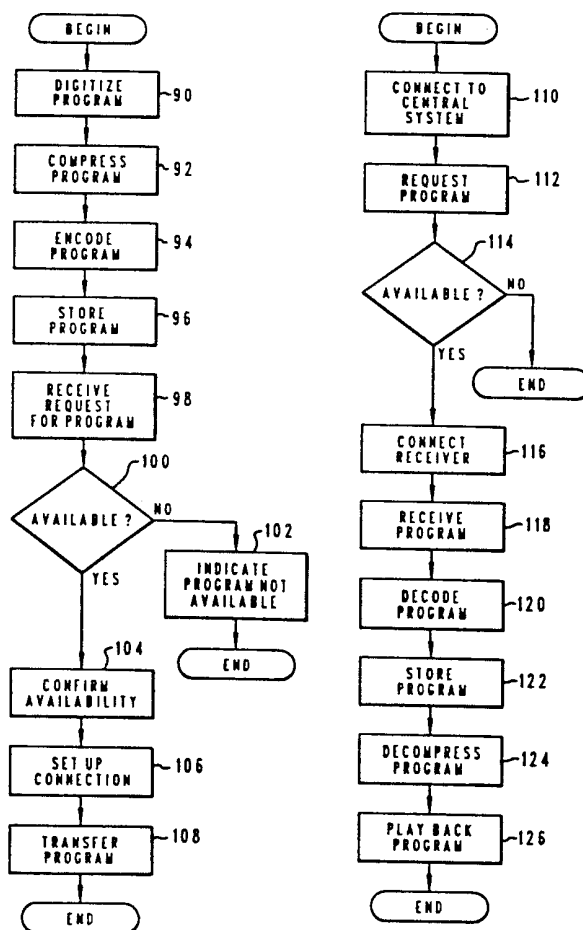 BEGIN
DIGITIZE
PROGRAM
90
COMPRESS
PROGRAM
92
ENCODE
PROGRAM
94
STORE
PROGRAM
96
RECEIVE
REQUEST
FOR PROGRAM
98
100
AVAILABLE ?
NO
YES
102
INDICATE
PROGRAM NOT
AVAILABLE
END
104
CONFIRM
AVAILABILITY
SET UP
CONNECTION
106
TRANSFER
PROGRAM
108
END
BEGIN
CONNECT TO
CENTRAL
SYSTEM
110
REQUEST
PROGRAM
112
114
AVAILABLE ?
NO
YES
END
CONNECT
RECEIVER
116
RECEIVE
PROGRAM
118
DECODE
PROGRAM
120
STORE
PROGRAM
122
DECOMPRESS
PROGRAM
124
PLAY BACK
PROGRAM
126
END